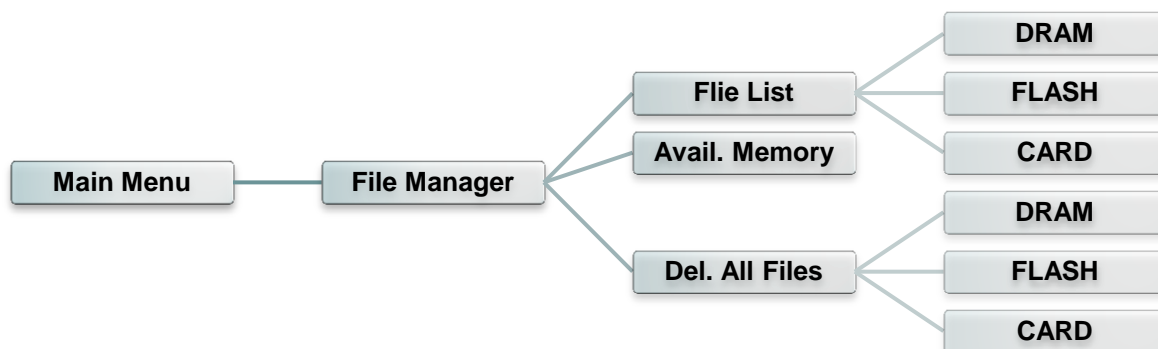 Main Menu
File Manager
Flie List
DRAM
FLASH
CARD
Avail. Memory
Del. All Files
DRAM
FLASH
CARD